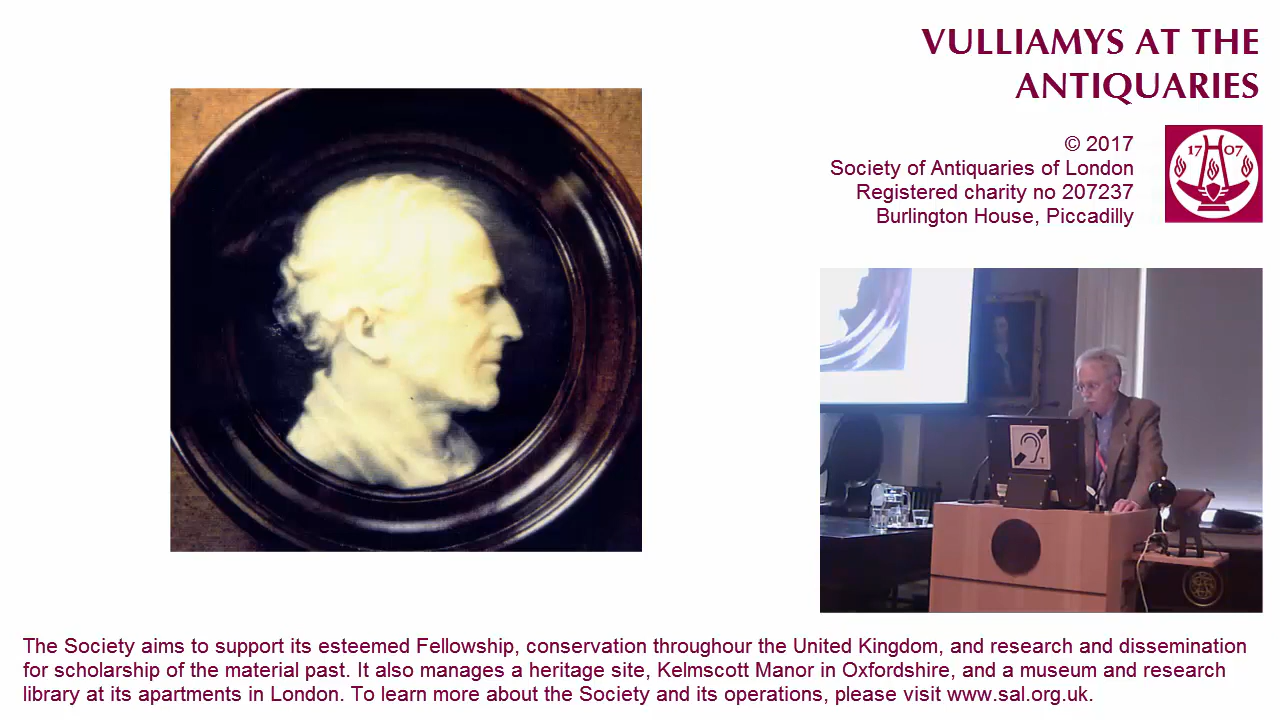 VULLIAMYS AT THE
ANTIQUARIES
© 2017
Society of Antiquaries of London
Registered charity no 207237
Burlington House, Piccadilly
17 07
T
The Society aims to support its esteemed Fellowship, conservation throughour the United Kingdom, and research and dissemination
for scholarship of the material past. It also manages a heritage site, Kelmscott Manor in Oxfordshire, and a museum and research
library at its apartments in London. To learn more about the Society and its operations, please visit www.sal.org.uk.